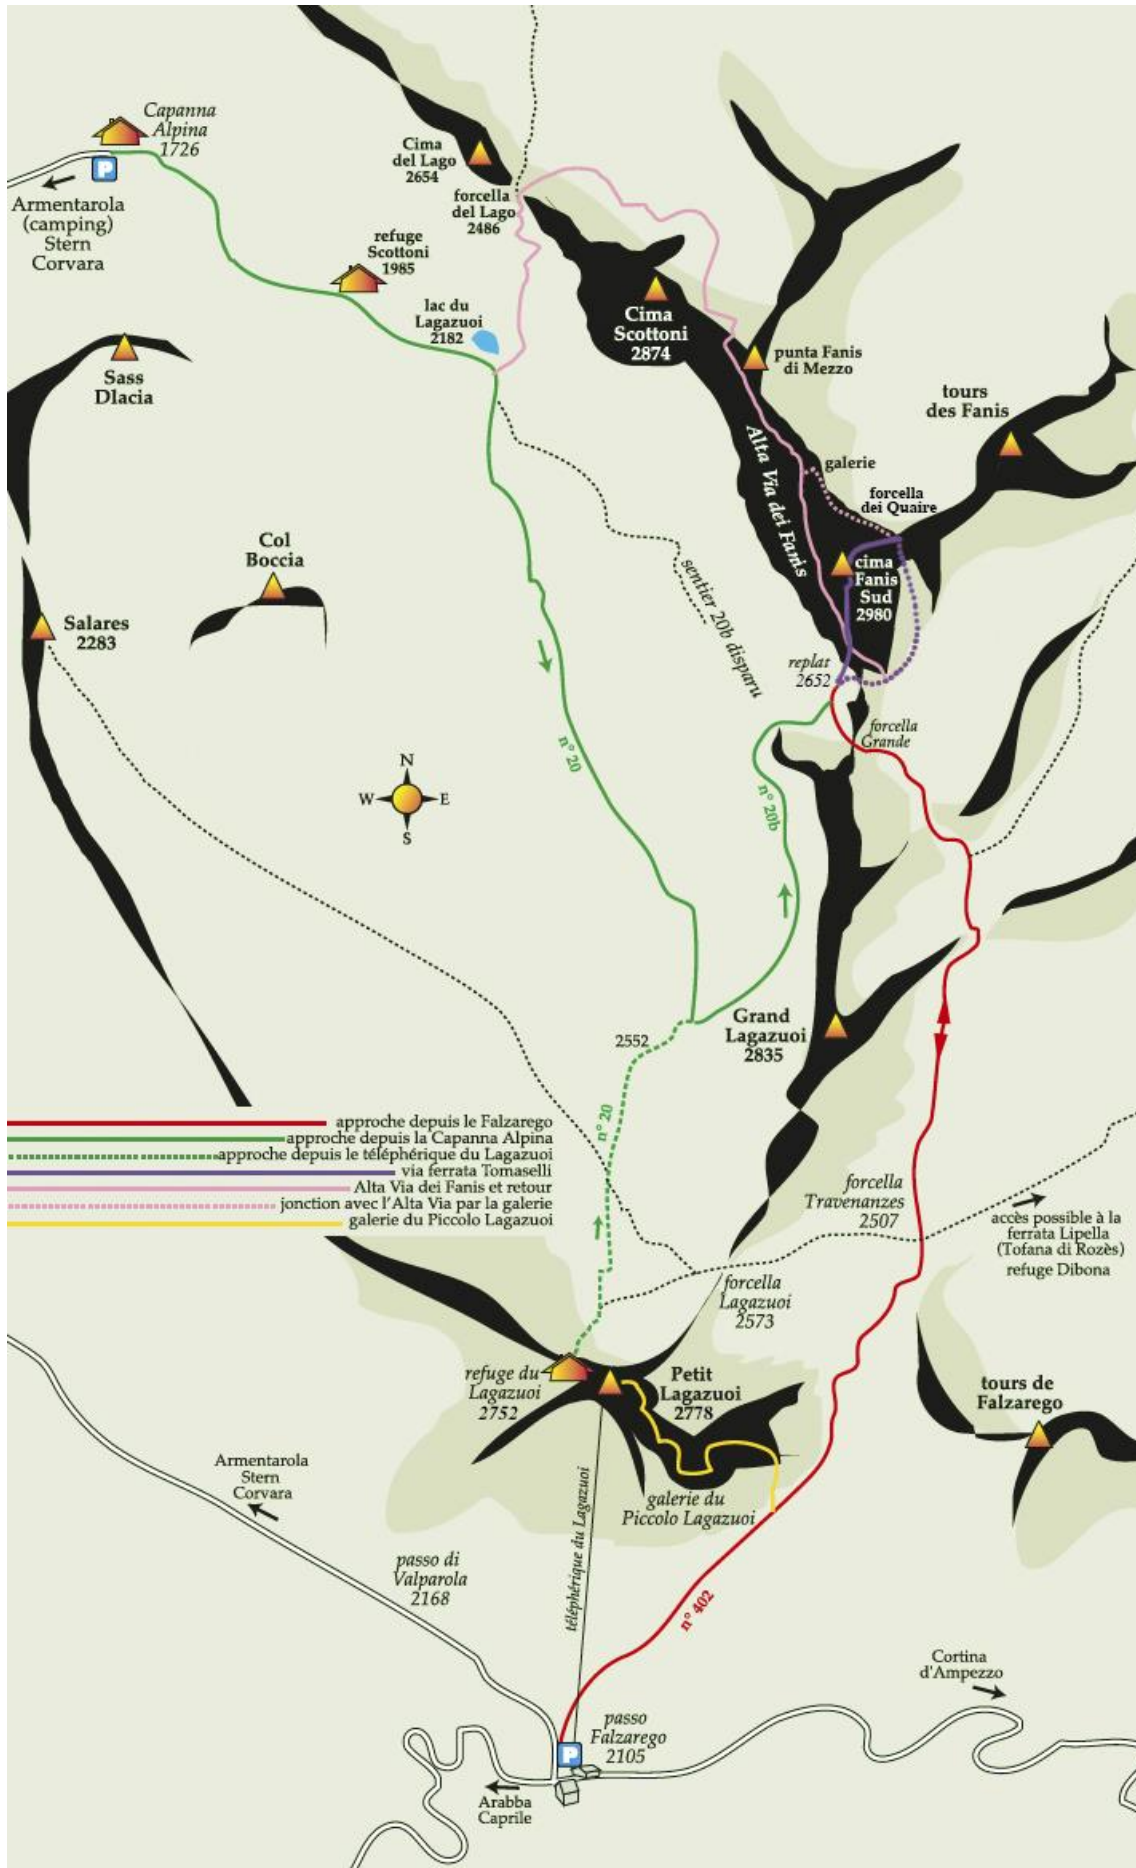 Capanna
Alpina
1726
P
Armentarola
(camping)
Stern
Corvara
Cima
del Lago
2654
forcella
del Lago
2486
refuge
Scottoni
1985
lac du
Lagazuoi
2182
Cima
Scottoni
2874
punta Fanis
di Mezzo
Sass
Dlacia
tours
des Fanis
Alta Via dei Fanis
galerie
forcella
dei Quaire
Col
Boccia
cima
Fanis
Sud
2980
Salares
2283
sentier 20b disparu
replat
2652
forcella
Grande
n° 20
n° 20b
N
W
E
S
Grand
Lagazuoi
2835
2552
n° 20
approche depuis le Falzarego
approche depuis la Capanna Alpina
approche depuis le téléphérique du Lagazuoi
via ferrata Tomaselli
Alta Via dei Fanis et retour
jonction avec l'Alta Via par la galerie
galerie du Piccolo Lagazuoi
forcella
Travenanzes
2507
accès possible à la
ferrata Lipella
(Tofana di Rozès)
refuge Dibona
forcella
Lagazuoi
2573
refuge du
Lagazuoi
2752
Petit
Lagazuoi
2778
tours de
Falzarego
Armentarola
Stern
Corvara
galerie du
Piccolo Lagazuoi
téléphérique du Lagazuoi
passo di
Valparola
2168
n° 402
Cortina
d'Ampezzo
passo
Falzarego
2105
P
Arabba
Caprile